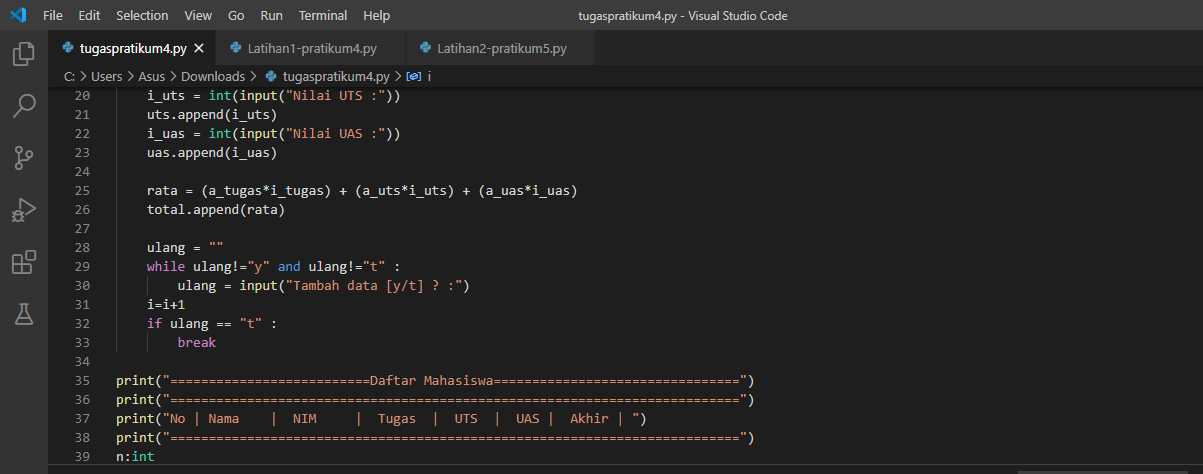 File Edit Selection View Go Run Terminal Help tugaspratikum4.py - Visual Studio Code
tugaspratikum4.py Latihan1-pratikum4.py Latihan2-pratikum5.py
C: > Users > Asus > Downloads > tugaspratikum4.py > i
20 i_uts = int(input("Nilai UTS :"))
21 uts.append(i_uts)
22 i_uas = int(input("Nilai UAS :"))
23 uas.append(i_uas)
24
25 rata = (a_tugas*i_tugas) + (a_uts*i_uts) + (a_uas*i_uas)
26 total.append(rata)
27
28 ulang = ""
29 while ulang!="y" and ulang!="t" :
30 ulang = input("Tambah data [y/t] ? :")
31 i=i+1
32 if ulang == "t" :
33 break
34
35 print("==========================Daftar Mahasiswa================================")
36 print("==========================================================================")
37 print("No | Nama    |  NIM     |  Tugas  |  UTS  |  UAS |  Akhir | ")
38 print("==========================================================================")
39 n:int